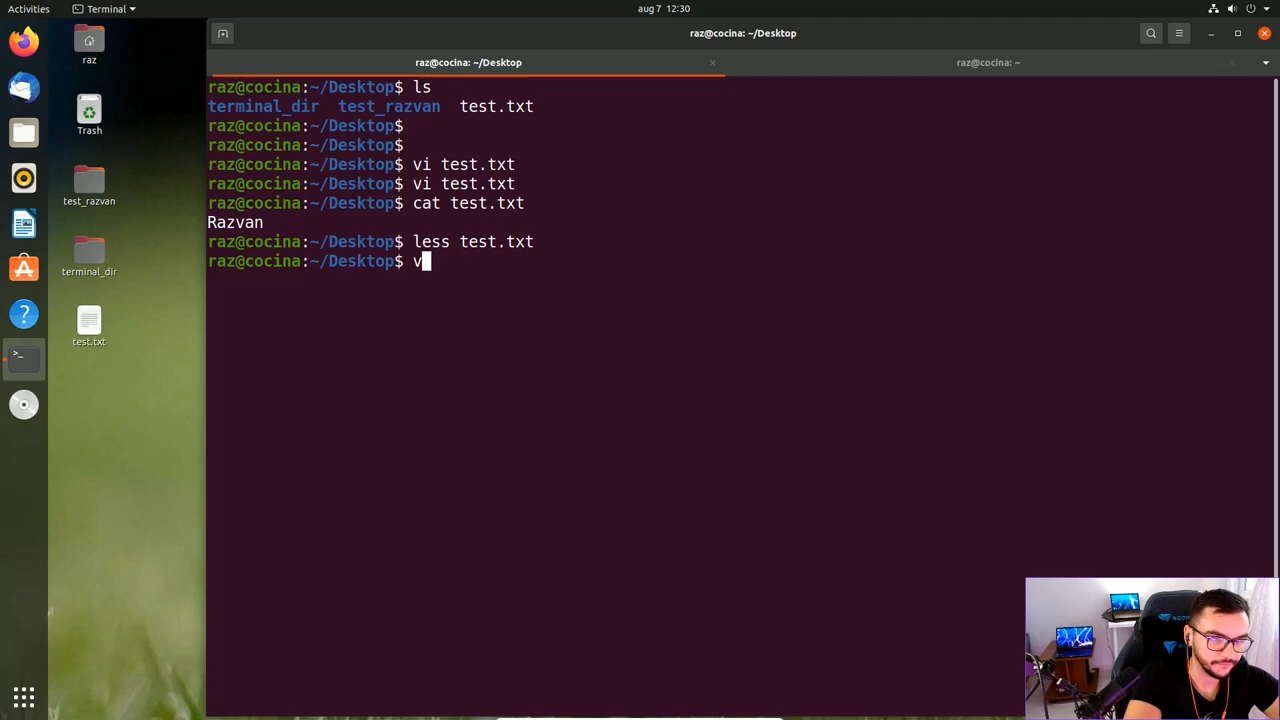 Activities
Terminal
aug 7 12:30
raz@cocina: ~/Desktop
raz@cocina: ~/Desktop
raz@cocina: ~
raz
Trash
test_razvan
terminal_dir
test.txt
raz@cocina:~/Desktop$ ls
terminal_dir test_razvan test.txt
raz@cocina:~/Desktop$
raz@cocina:~/Desktop$
raz@cocina:~/Desktop$ vi test.txt
raz@cocina:~/Desktop$ vi test.txt
raz@cocina:~/Desktop$ cat test.txt
Razvan
raz@cocina:~/Desktop$ less test.txt
raz@cocina:~/Desktop$ v